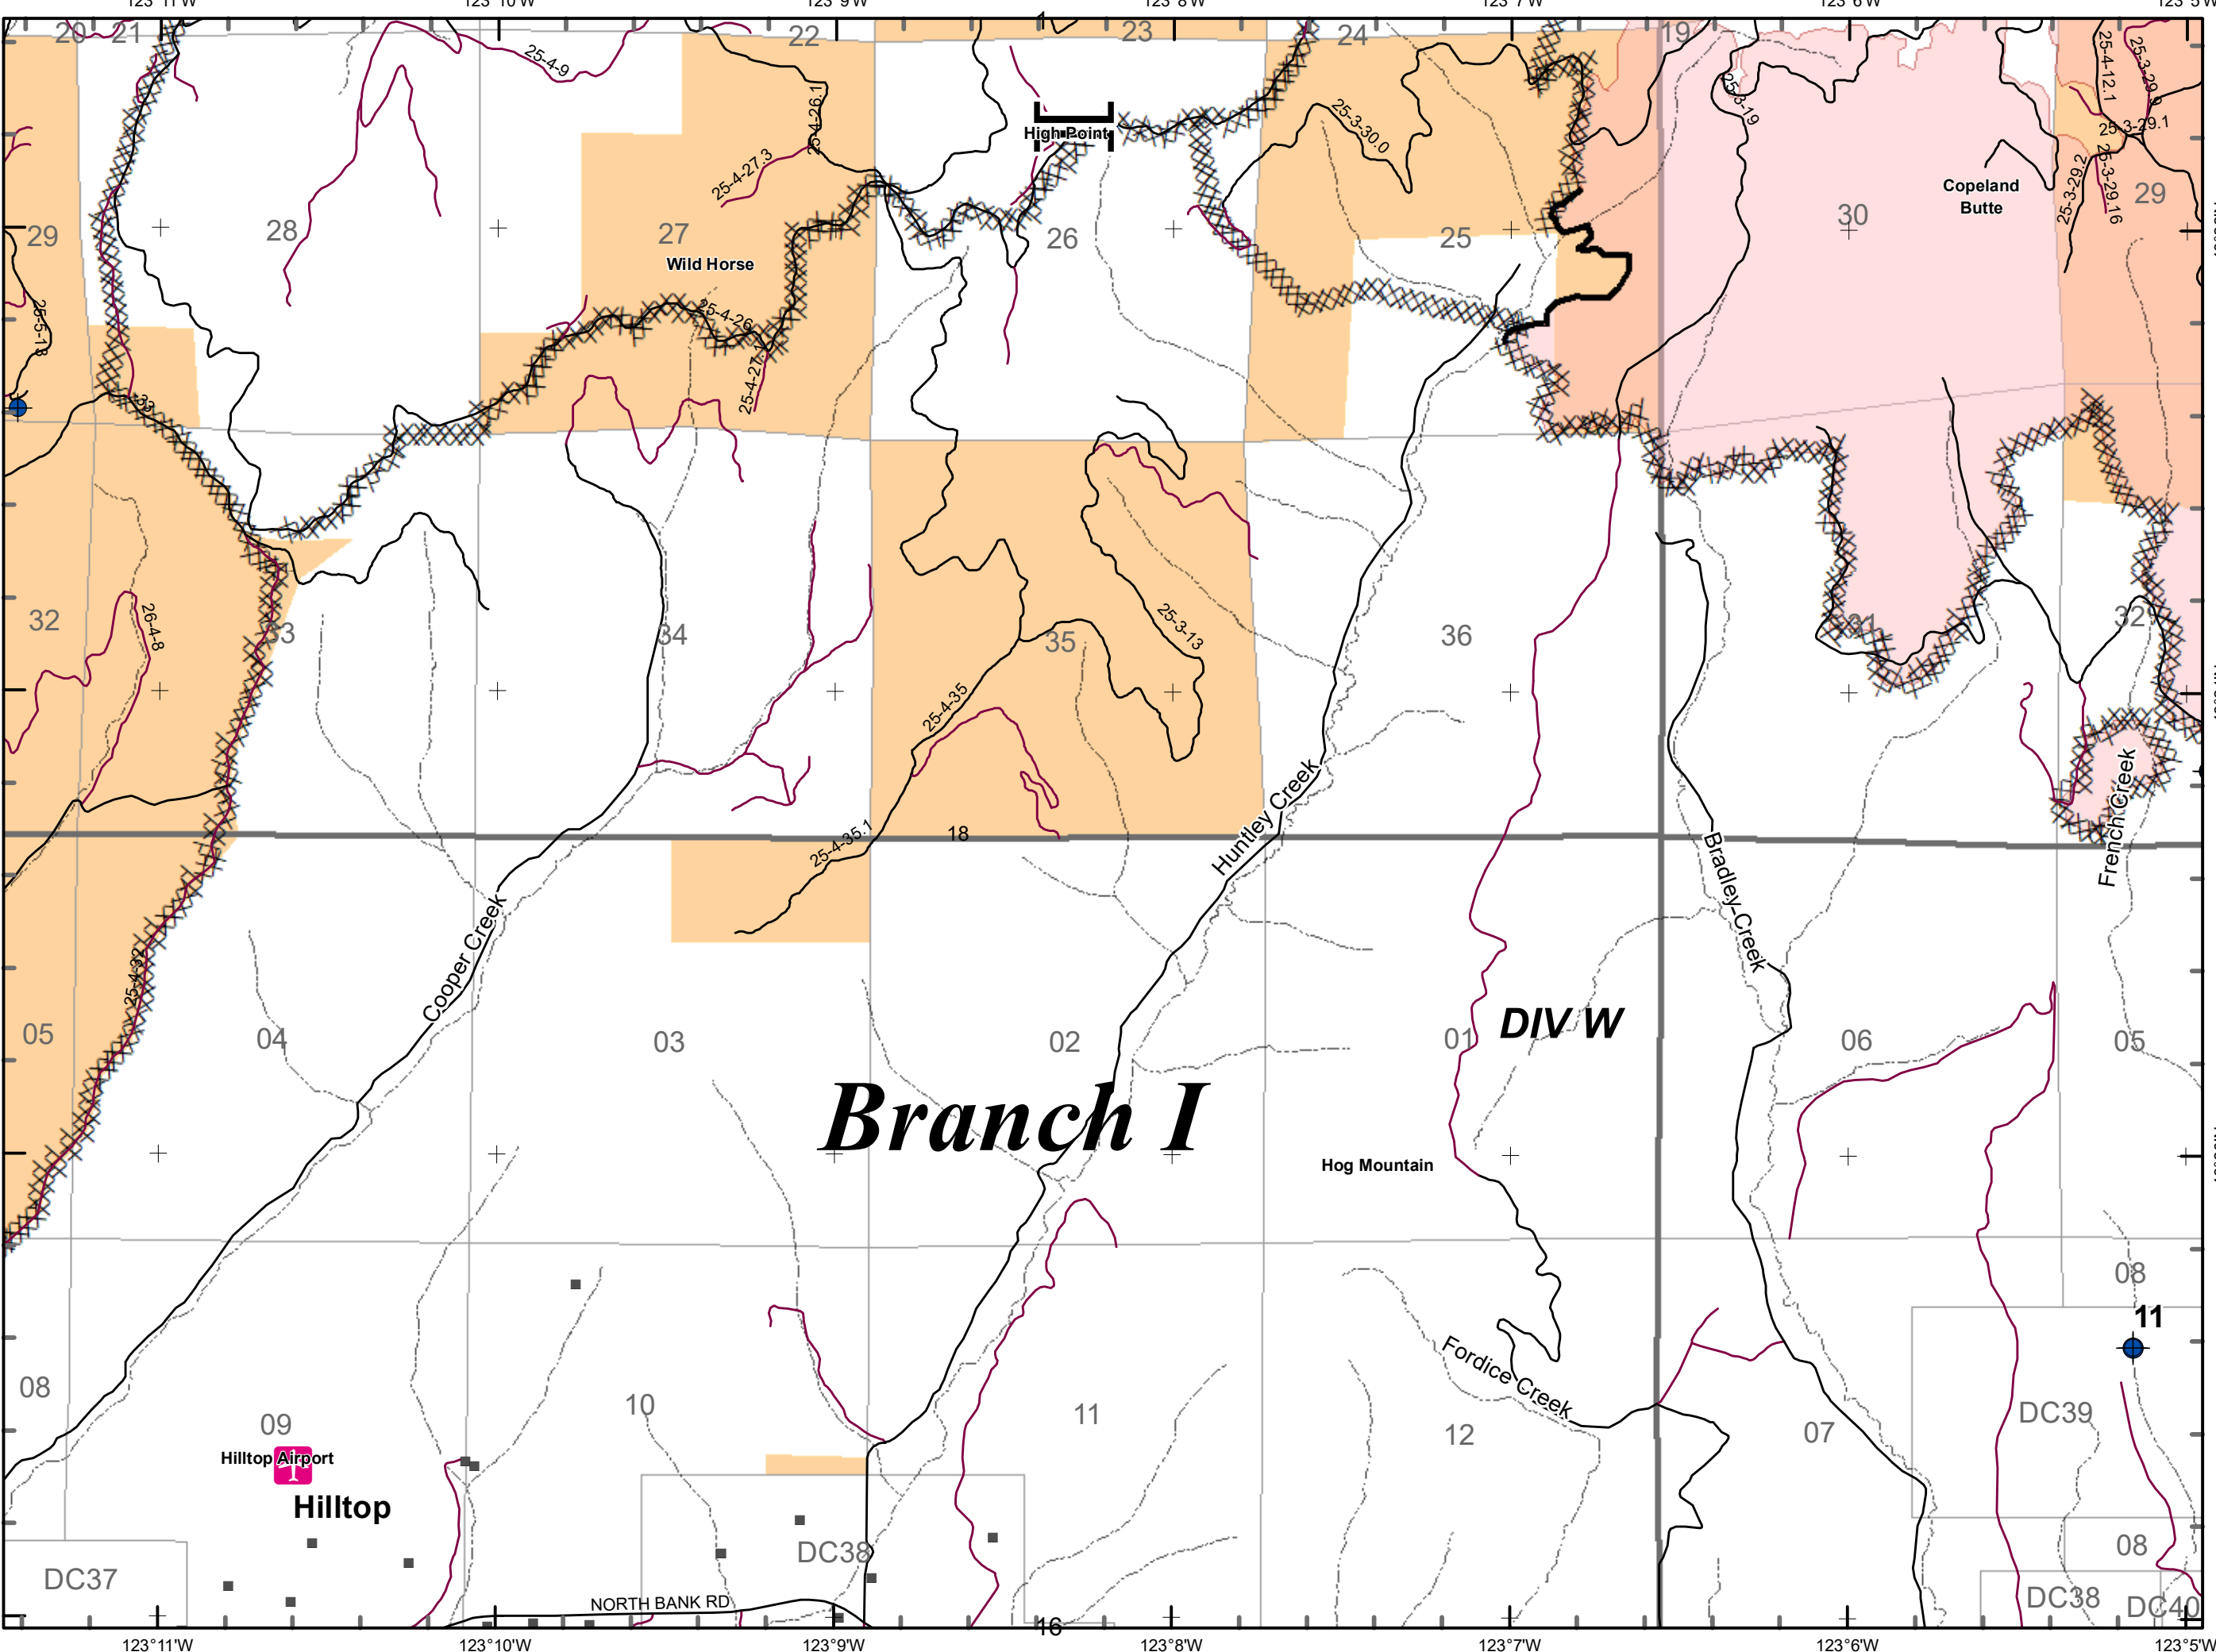 123°11'W 123°10'W 123°9'W 123°8'W 123°7'W 123°6'W 123°5'W
20 21 22 23 24 19
25-4-9
25-4-26.1
25-3-30.0
25-3-19
25-4-12.1
25-3-29.9
25-3-29.1
High Point
25-4-27.3
25-3-29.2
25-3-29.16
Copeland
Butte
29 28 27 26 25 30 29
Wild Horse
25-5-13
25-4-26
25-4-27.1
33
32 33 34 35 36 31 32
26-4-8
25-3-13
25-4-35
Huntley Creek
French Creek
18
25-4-35.1
Bradley Creek
Cooper Creek
25-4-32
05 04 03 02 01 06 05
DIV W
Branch I
Hog Mountain
08
11
Fordice Creek
08 09 10 11 12 07
DC39
Hilltop Airport
Hilltop
DC37
DC38
08
DC38
DC40
NORTH BANK RD
16
123°11'W 123°10'W 123°9'W 123°8'W 123°7'W 123°6'W 123°5'W